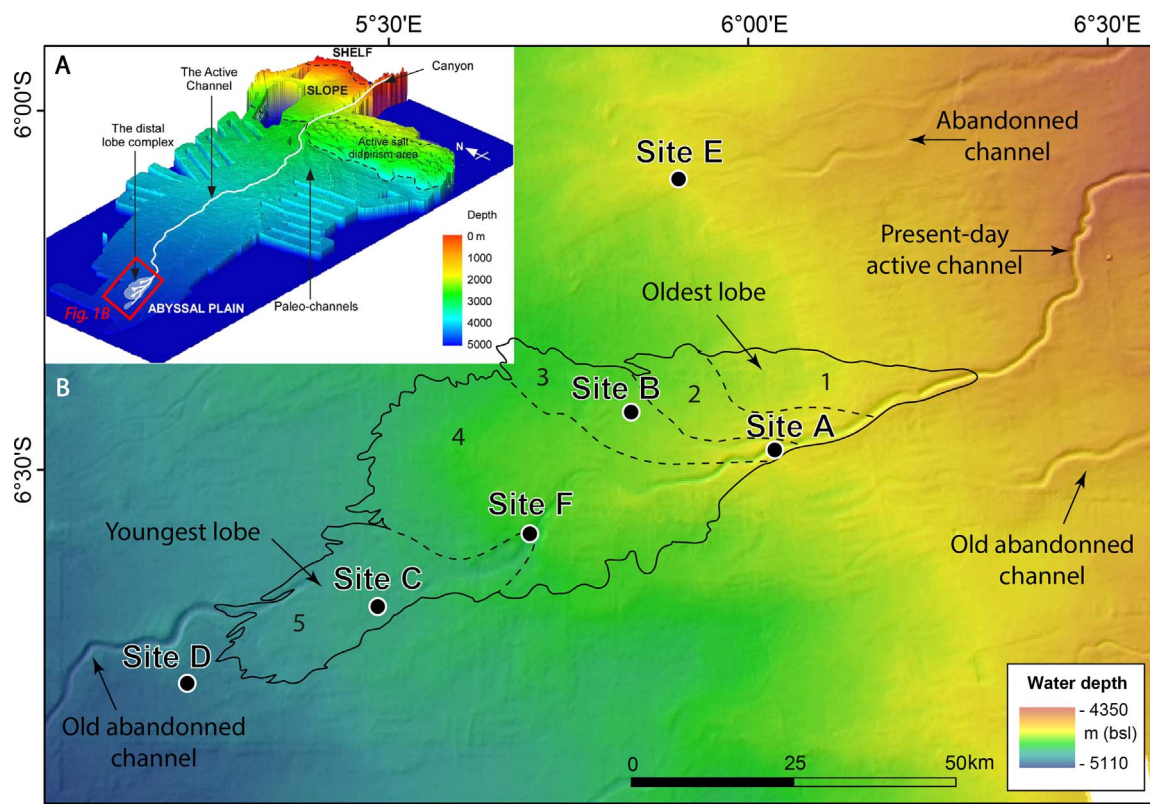 5°30'E
6°00'E
6°30'E
6°00'S
6°30'S
A
SHELF
The Active
Channel
Canyon
SLOPE
The distal
lobe complex
Active salt
diapirism area
N
Depth
0 m
1000
2000
3000
4000
5000
Fig. 1B
ABYSSAL PLAIN
Paleo-channels
B
Site E
Abandonned
channel
Present-day
active channel
Oldest lobe
3
Site B
2
1
Site A
4
Site F
Youngest lobe
Site C
5
Site D
Old abandonned
channel
Old abandonned
channel
Water depth
- 4350
m (bsl)
- 5110
0
25
50km